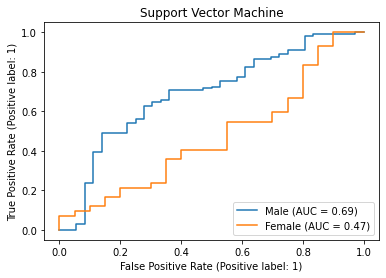 Support Vector Machine
True Positive Rate (Positive label: 1)
1.0
0.8
0.6
0.4
0.2
0.0
Male (AUC = 0.69)
Female (AUC = 0.47)
0.0 0.2 0.4 0.6 0.8 1.0
False Positive Rate (Positive label: 1)